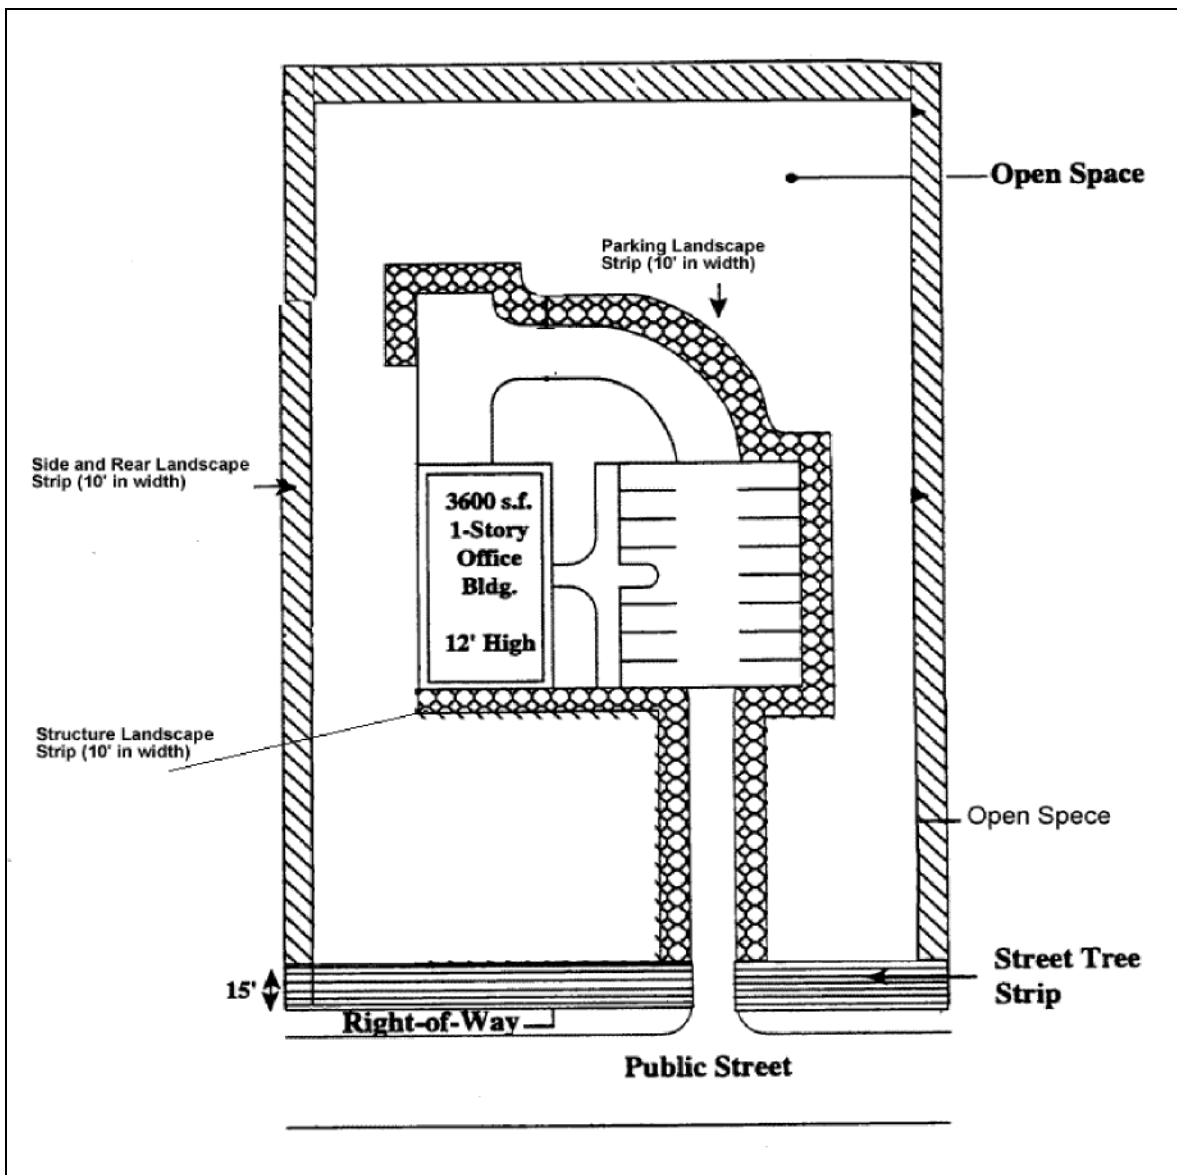 Open Space
Parking Landscape
Strip (10' in width)
Side and Rear Landscape
Strip (10' in width)
3600 s.f.
1-Story
Office
Bldg.
12' High
Structure Landscape
Strip (10' in width)
Open Spece
Street Tree
Strip
15'
Right-of-Way
Public Street